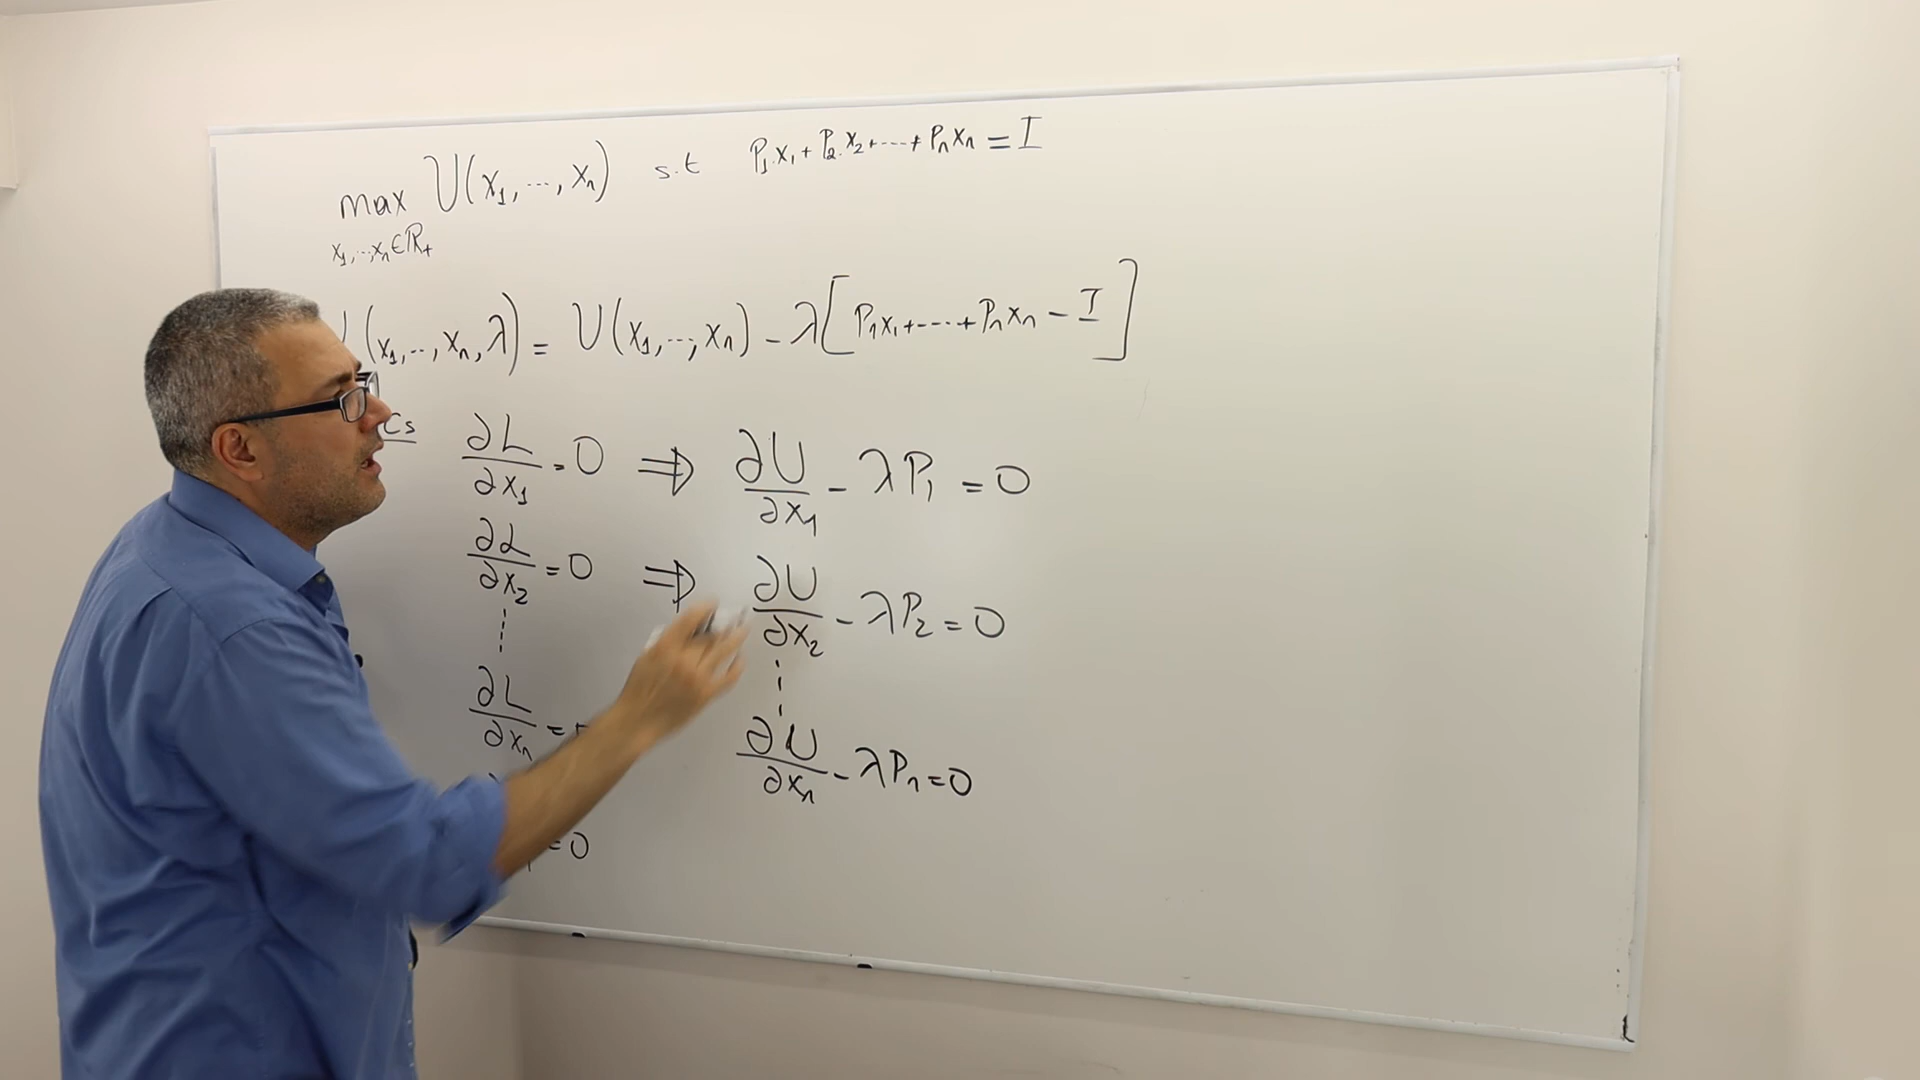 max U(x₁, ..., xₙ) s.t P₁.x₁ + P₂.x₂ + ---- + Pₙxₙ = I
x₁, ..., xₙ ∈ ℝ₊
(x₁, .., xₙ, λ) = U(x₁, ..., xₙ) - λ[P₁x₁ + ---- + Pₙxₙ - I]
Cs
∂L/∂x₁ = 0 ⇒ ∂U/∂x₁ - λP₁ = 0
∂L/∂x₂ = 0 ⇒ ∂U/∂x₂ - λP₂ = 0
∂L/∂xₙ = ∂U/∂xₙ - λPₙ = 0
= 0